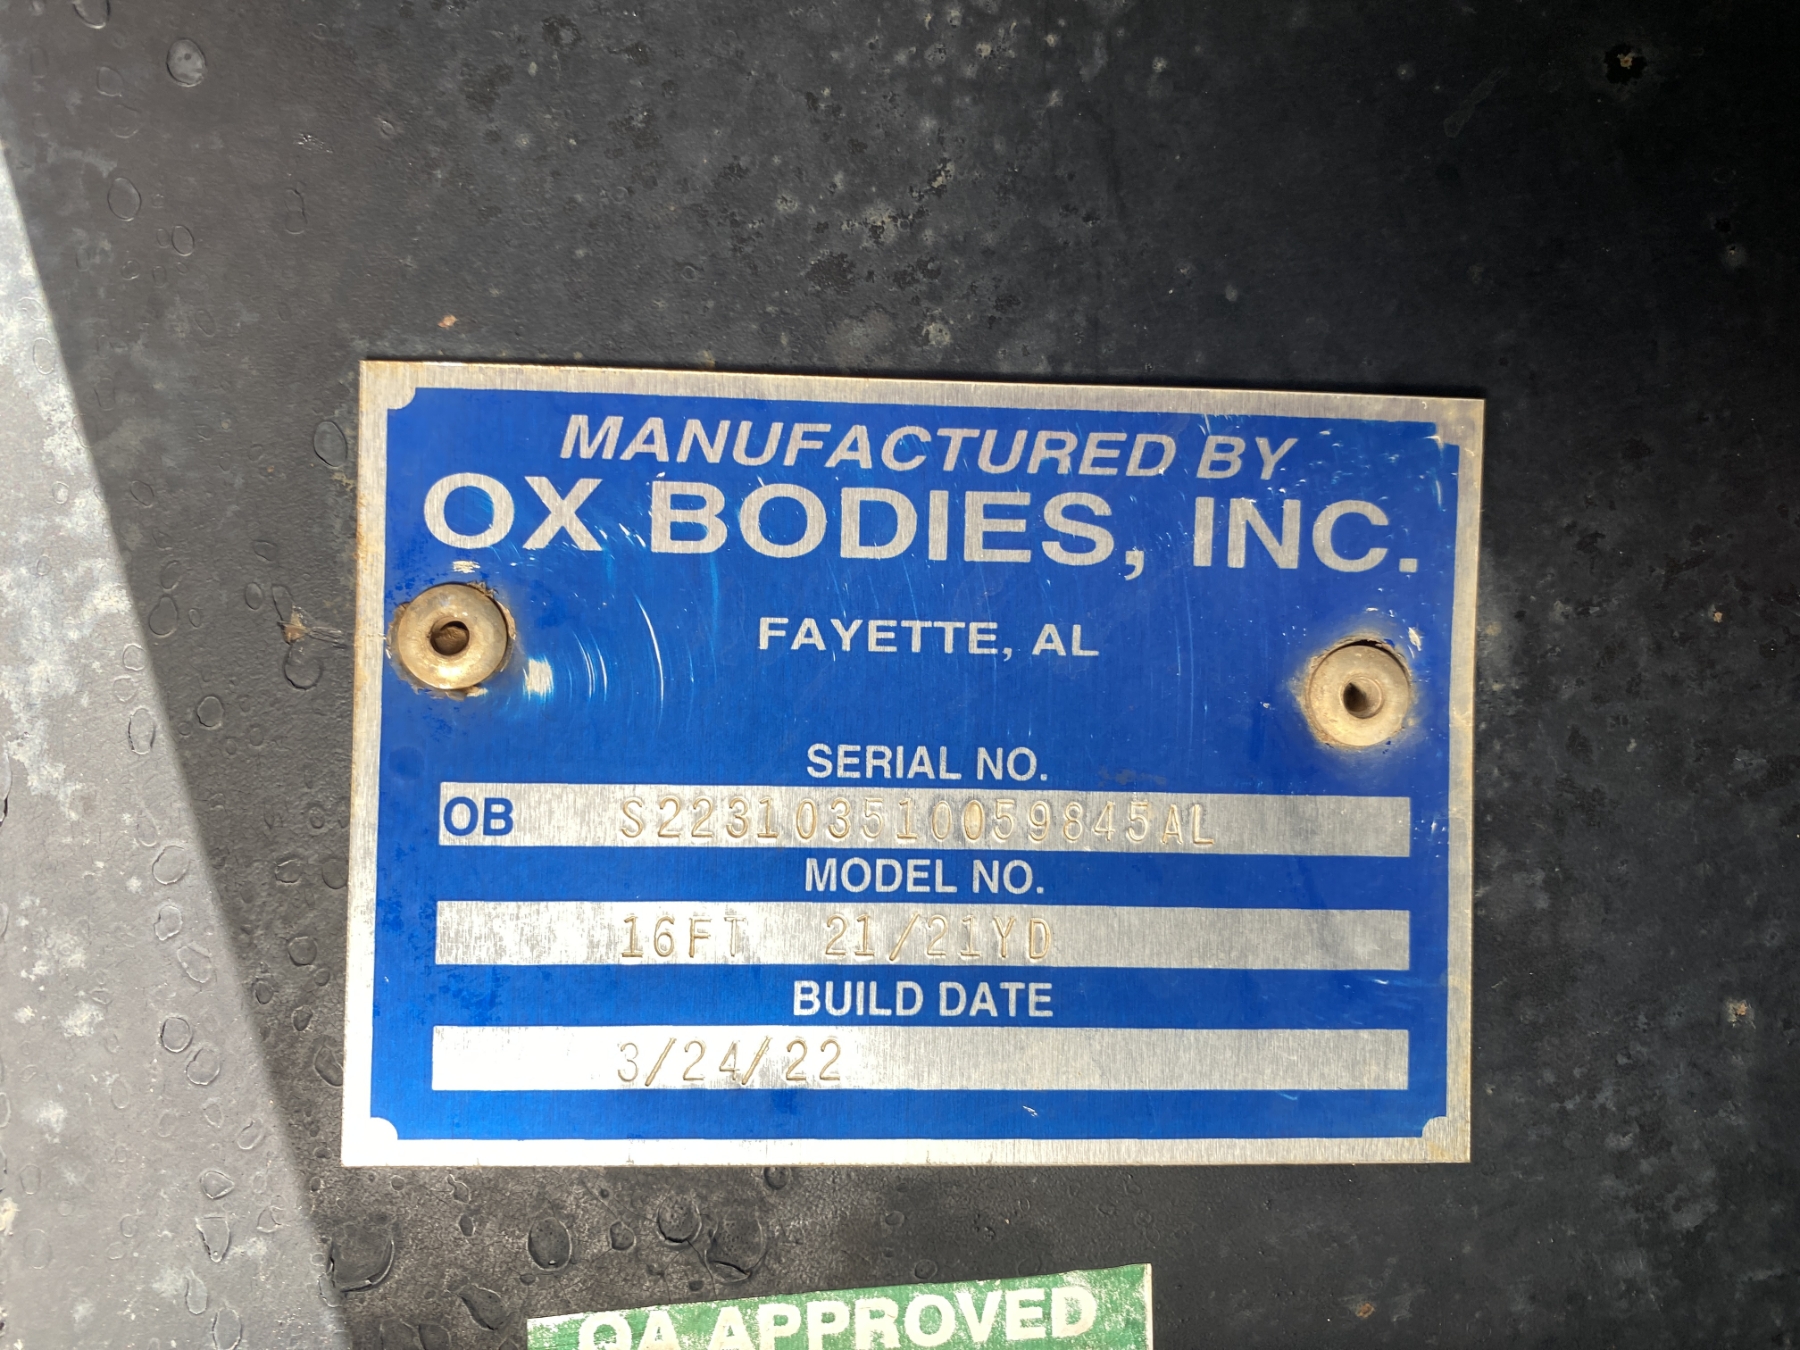 MANUFACTURED BY
OX BODIES, INC.
FAYETTE, AL
SERIAL NO.
OB S223103510059845AL
MODEL NO.
16FT 21/21YD
BUILD DATE
3/24/22
QA APPROVED